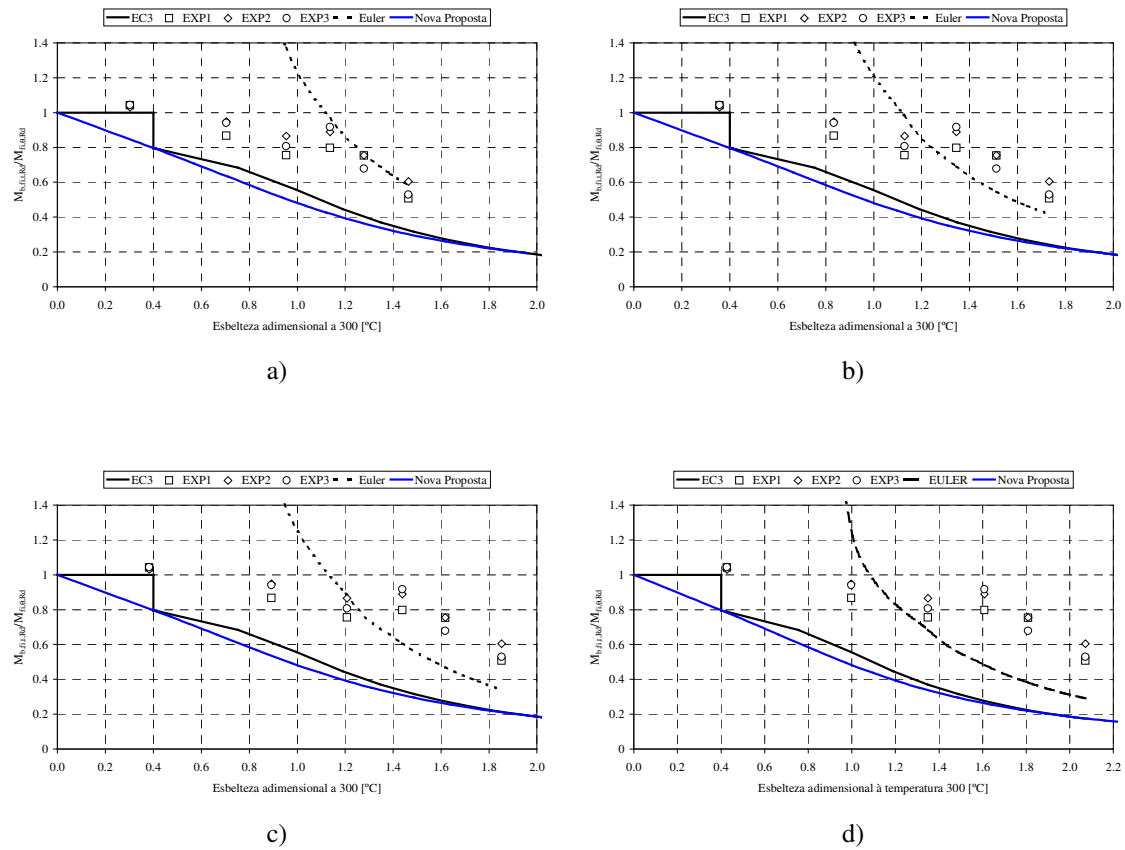 EC3 EXP1 EXP2 EXP3 Euler Nova Proposta
1.4
1.2
1
0.8
0.6
0.4
0.2
0
M b,fi,t,Rd/M fi,θ,Rd
0.0 0.2 0.4 0.6 0.8 1.0 1.2 1.4 1.6 1.8 2.0
Esbelteza adimensional a 300 [ºC]
a)
EC3 EXP1 EXP2 EXP3 Euler Nova Proposta
1.4
1.2
1
0.8
0.6
0.4
0.2
0
M b,fi,t,Rd/M fi,θ,Rd
0.0 0.2 0.4 0.6 0.8 1.0 1.2 1.4 1.6 1.8 2.0
Esbelteza adimensional a 300 [ºC]
b)
EC3 EXP1 EXP2 EXP3 Euler Nova Proposta
1.4
1.2
1
0.8
0.6
0.4
0.2
0
M b,fi,t,Rd/M fi,θ,Rd
0.0 0.2 0.4 0.6 0.8 1.0 1.2 1.4 1.6 1.8 2.0
Esbelteza adimensional a 300 [ºC]
c)
EC3 EXP1 EXP2 EXP3 EULER Nova Proposta
1.4
1.2
1
0.8
0.6
0.4
0.2
0
M b,fi,t,Rd/M fi,θ,Rd
0.0 0.2 0.4 0.6 0.8 1.0 1.2 1.4 1.6 1.8 2.0 2.2
Esbelteza adimensional à temperatura 300 [ºC]
d)